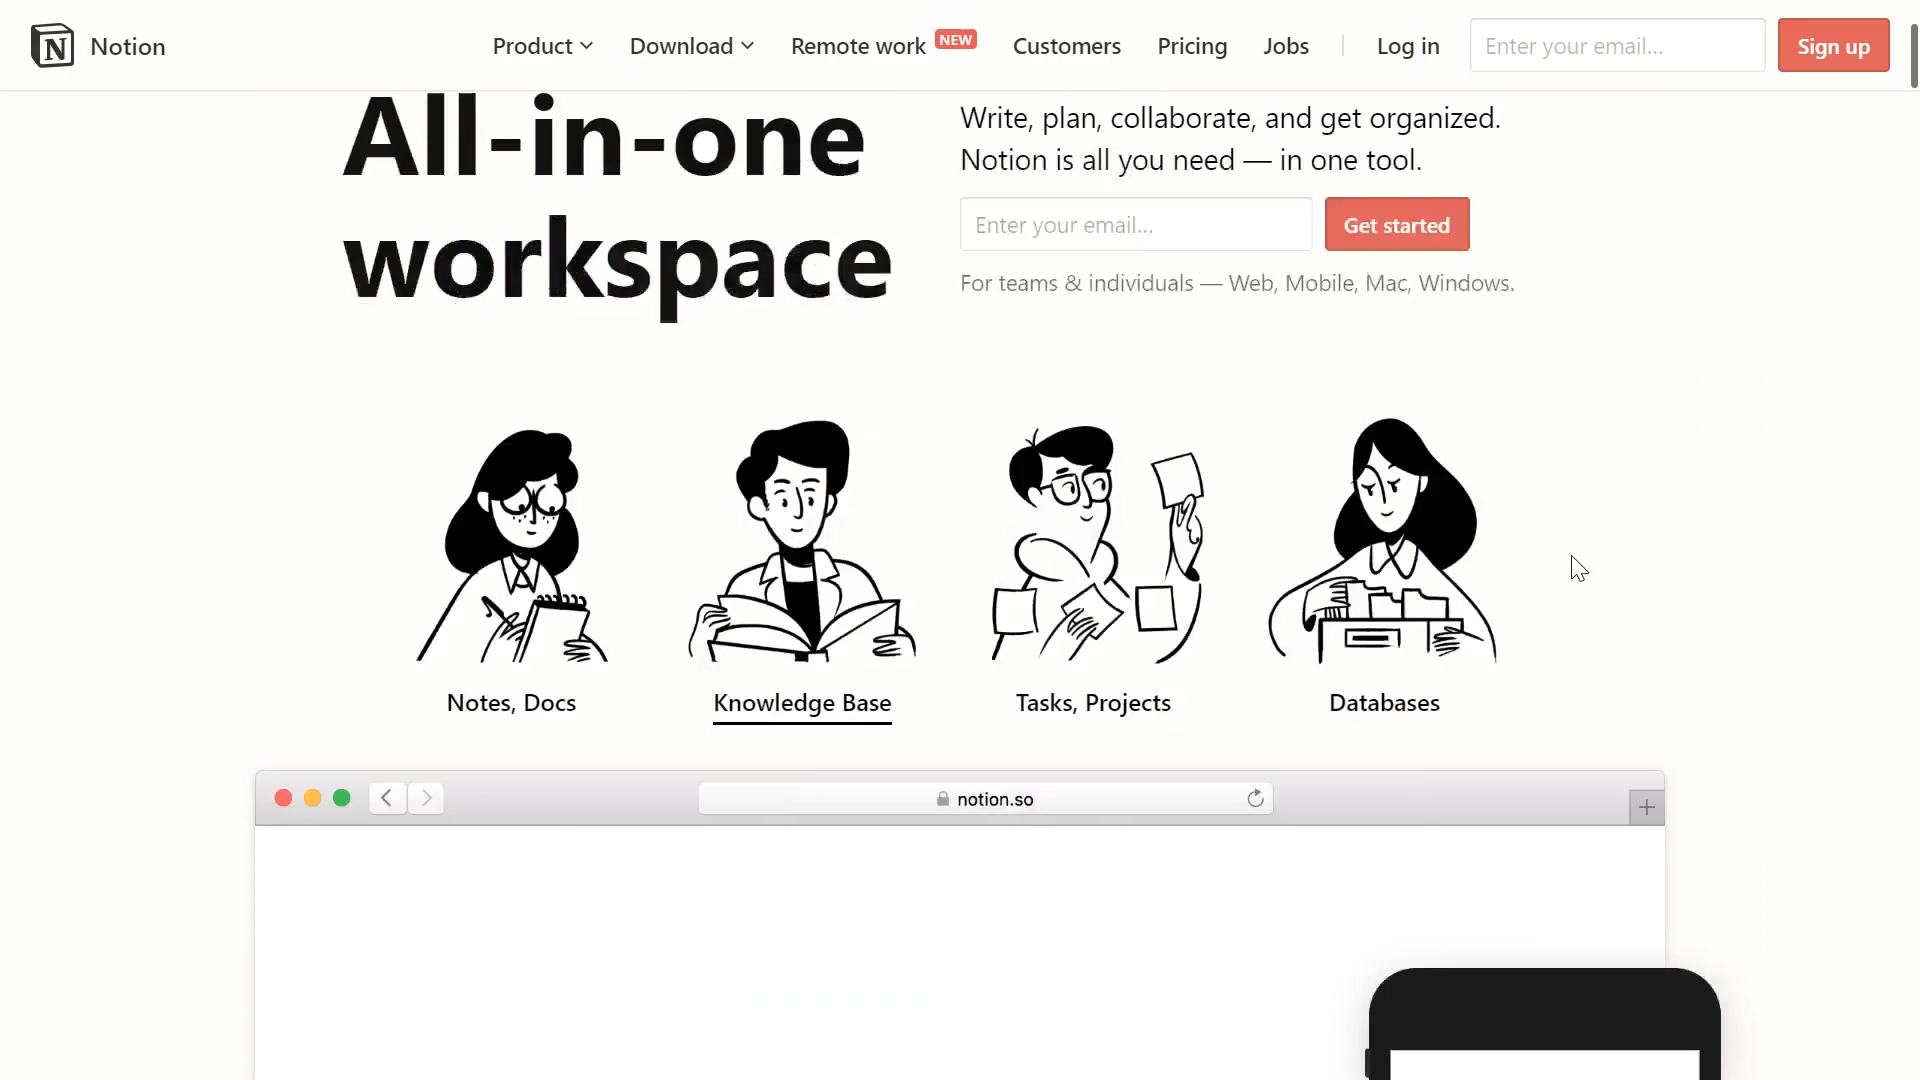 Notion
Product
Download
Remote work NEW
Customers
Pricing
Jobs
Log in
Enter your email...
Sign up
All-in-one
workspace
Write, plan, collaborate, and get organized.
Notion is all you need — in one tool.
Enter your email...
Get started
For teams & individuals — Web, Mobile, Mac, Windows.
Notes, Docs
Knowledge Base
Tasks, Projects
Databases
notion.so